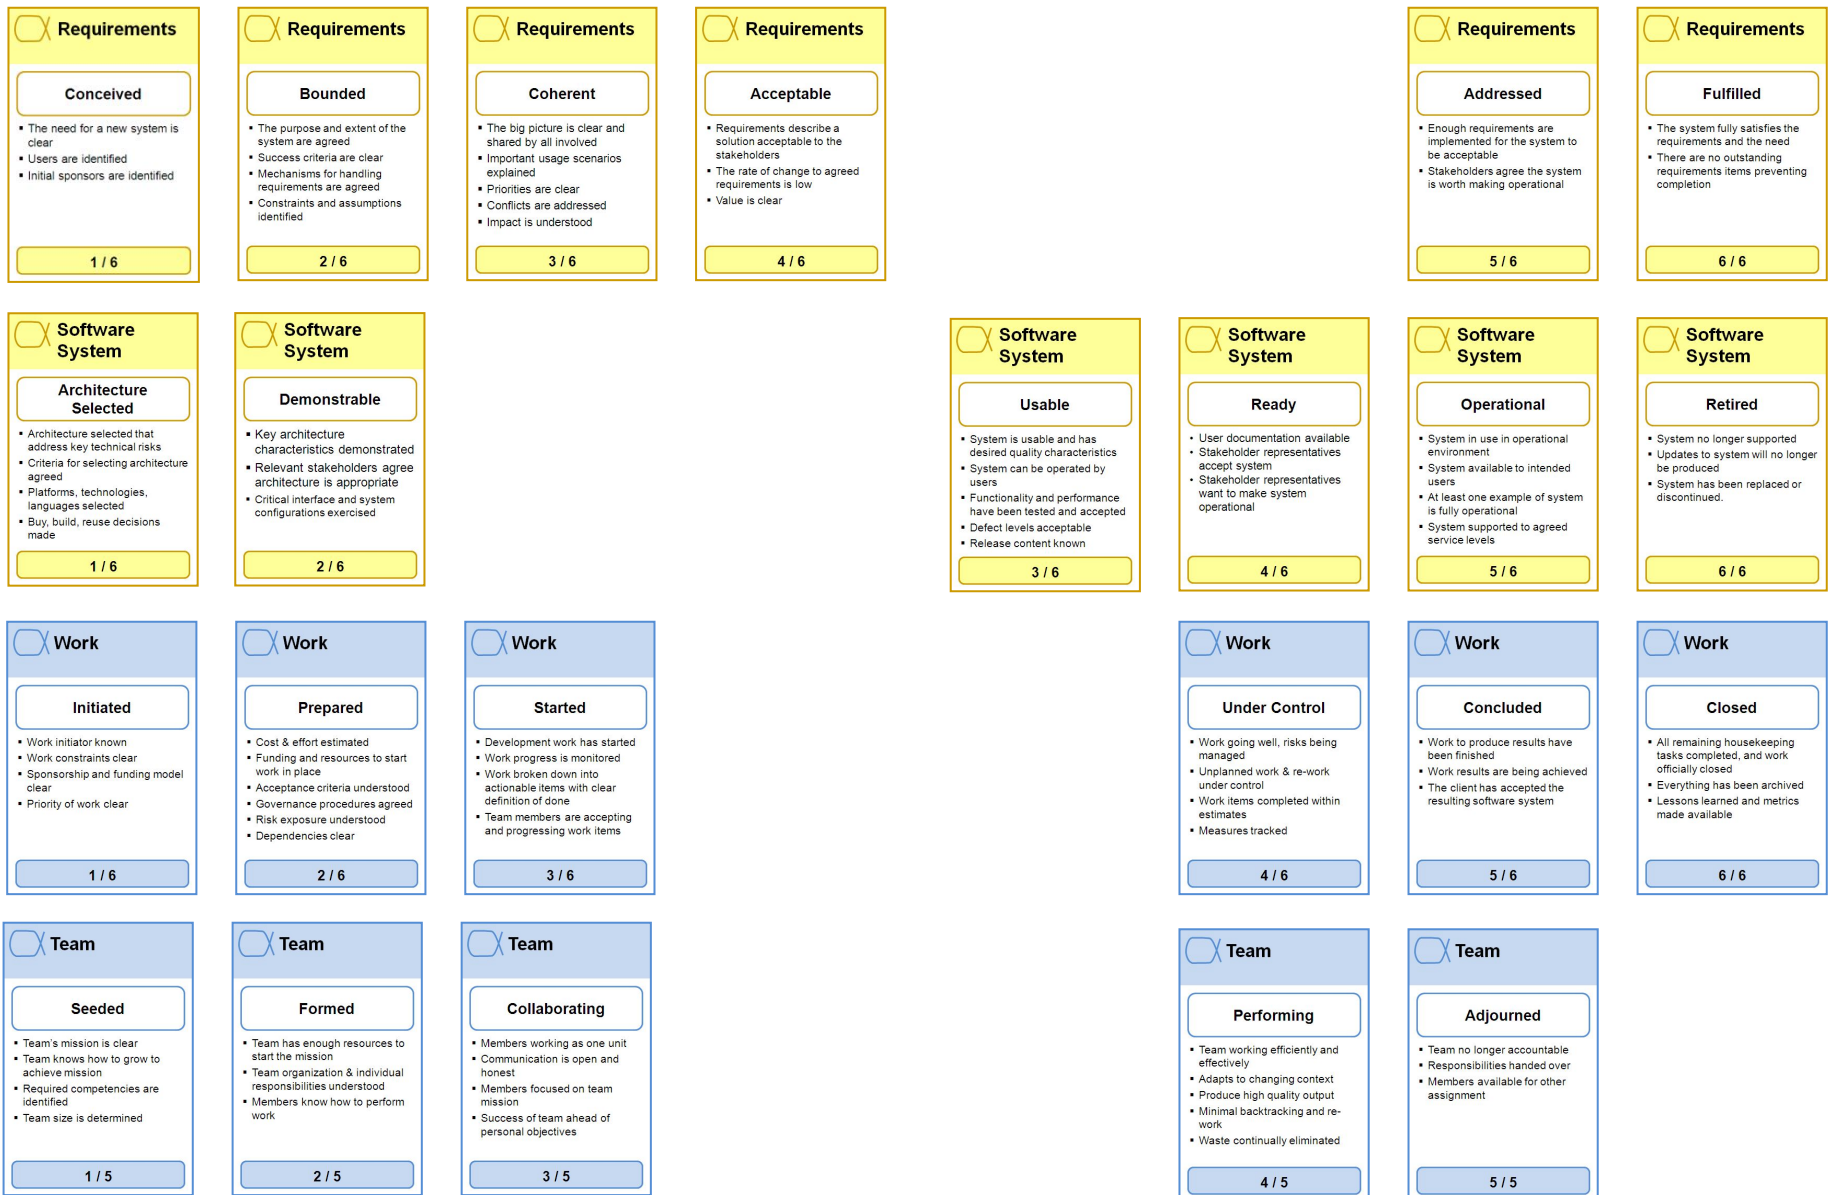 Requirements
Conceived
▪ The need for a new system is
clear
▪ Users are identified
▪ Initial sponsors are identified
1 / 6
Requirements
Bounded
▪ The purpose and extent of the
system are agreed
▪ Success criteria are clear
▪ Mechanisms for handling
requirements are agreed
▪ Constraints and assumptions
identified
2 / 6
Requirements
Coherent
▪ The big picture is clear and
shared by all involved
▪ Important usage scenarios
explained
▪ Priorities are clear
▪ Conflicts are addressed
▪ Impact is understood
3 / 6
Requirements
Acceptable
▪ Requirements describe a
solution acceptable to the
stakeholders
▪ The rate of change to agreed
requirements is low
▪ Value is clear
4 / 6
Requirements
Addressed
▪ Enough requirements are
implemented for the system to
be acceptable
▪ Stakeholders agree the system
is worth making operational
5 / 6
Requirements
Fulfilled
▪ The system fully satisfies the
requirements and the need
▪ There are no outstanding
requirements items preventing
completion
6 / 6
Software
System
Architecture
Selected
▪ Architecture selected that
address key technical risks
▪ Criteria for selecting architecture
agreed
▪ Platforms, technologies,
languages selected
▪ Buy, build, reuse decisions
made
1 / 6
Software
System
Demonstrable
▪ Key architecture
characteristics demonstrated
▪ Relevant stakeholders agree
architecture is appropriate
▪ Critical interface and system
configurations exercised
2 / 6
Software
System
Usable
▪ System is usable and has
desired quality characteristics
▪ System can be operated by
users
▪ Functionality and performance
have been tested and accepted
▪ Defect levels acceptable
▪ Release content known
3 / 6
Software
System
Ready
• User documentation available
• Stakeholder representatives
accept system
• Stakeholder representatives
want to make system
operational
4 / 6
Software
System
Operational
▪ System in use in operational
environment
▪ System available to intended
users
▪ At least one example of system
is fully operational
▪ System supported to agreed
service levels
5 / 6
Software
System
Retired
▪ System no longer supported
▪ Updates to system will no longer
be produced
▪ System has been replaced or
discontinued.
6 / 6
Work
Initiated
▪ Work initiator known
▪ Work constraints clear
▪ Sponsorship and funding model
clear
▪ Priority of work clear
1 / 6
Work
Prepared
▪ Cost & effort estimated
▪ Funding and resources to start
work in place
▪ Acceptance criteria understood
▪ Governance procedures agreed
▪ Risk exposure understood
▪ Dependencies clear
2 / 6
Work
Started
▪ Development work has started
▪ Work progress is monitored
▪ Work broken down into
actionable items with clear
definition of done
▪ Team members are accepting
and progressing work items
3 / 6
Work
Under Control
▪ Work going well, risks being
managed
▪ Unplanned work & re-work
under control
▪ Work items completed within
estimates
▪ Measures tracked
4 / 6
Work
Concluded
▪ Work to produce results have
been finished
▪ Work results are being achieved
▪ The client has accepted the
resulting software system
5 / 6
Work
Closed
▪ All remaining housekeeping
tasks completed, and work
officially closed
▪ Everything has been archived
▪ Lessons learned and metrics
made available
6 / 6
Team
Seeded
▪ Team's mission is clear
▪ Team knows how to grow to
achieve mission
▪ Required competencies are
identified
▪ Team size is determined
1 / 5
Team
Formed
▪ Team has enough resources to
start the mission
▪ Team organization & individual
responsibilities understood
▪ Members know how to perform
work
2 / 5
Team
Collaborating
▪ Members working as one unit
▪ Communication is open and
honest
▪ Members focused on team
mission
▪ Success of team ahead of
personal objectives
3 / 5
Team
Performing
▪ Team working efficiently and
effectively
▪ Adapts to changing context
▪ Produce high quality output
▪ Minimal backtracking and re-
work
▪ Waste continually eliminated
4 / 5
Team
Adjourned
▪ Team no longer accountable
▪ Responsibilities handed over
▪ Members available for other
assignment
5 / 5